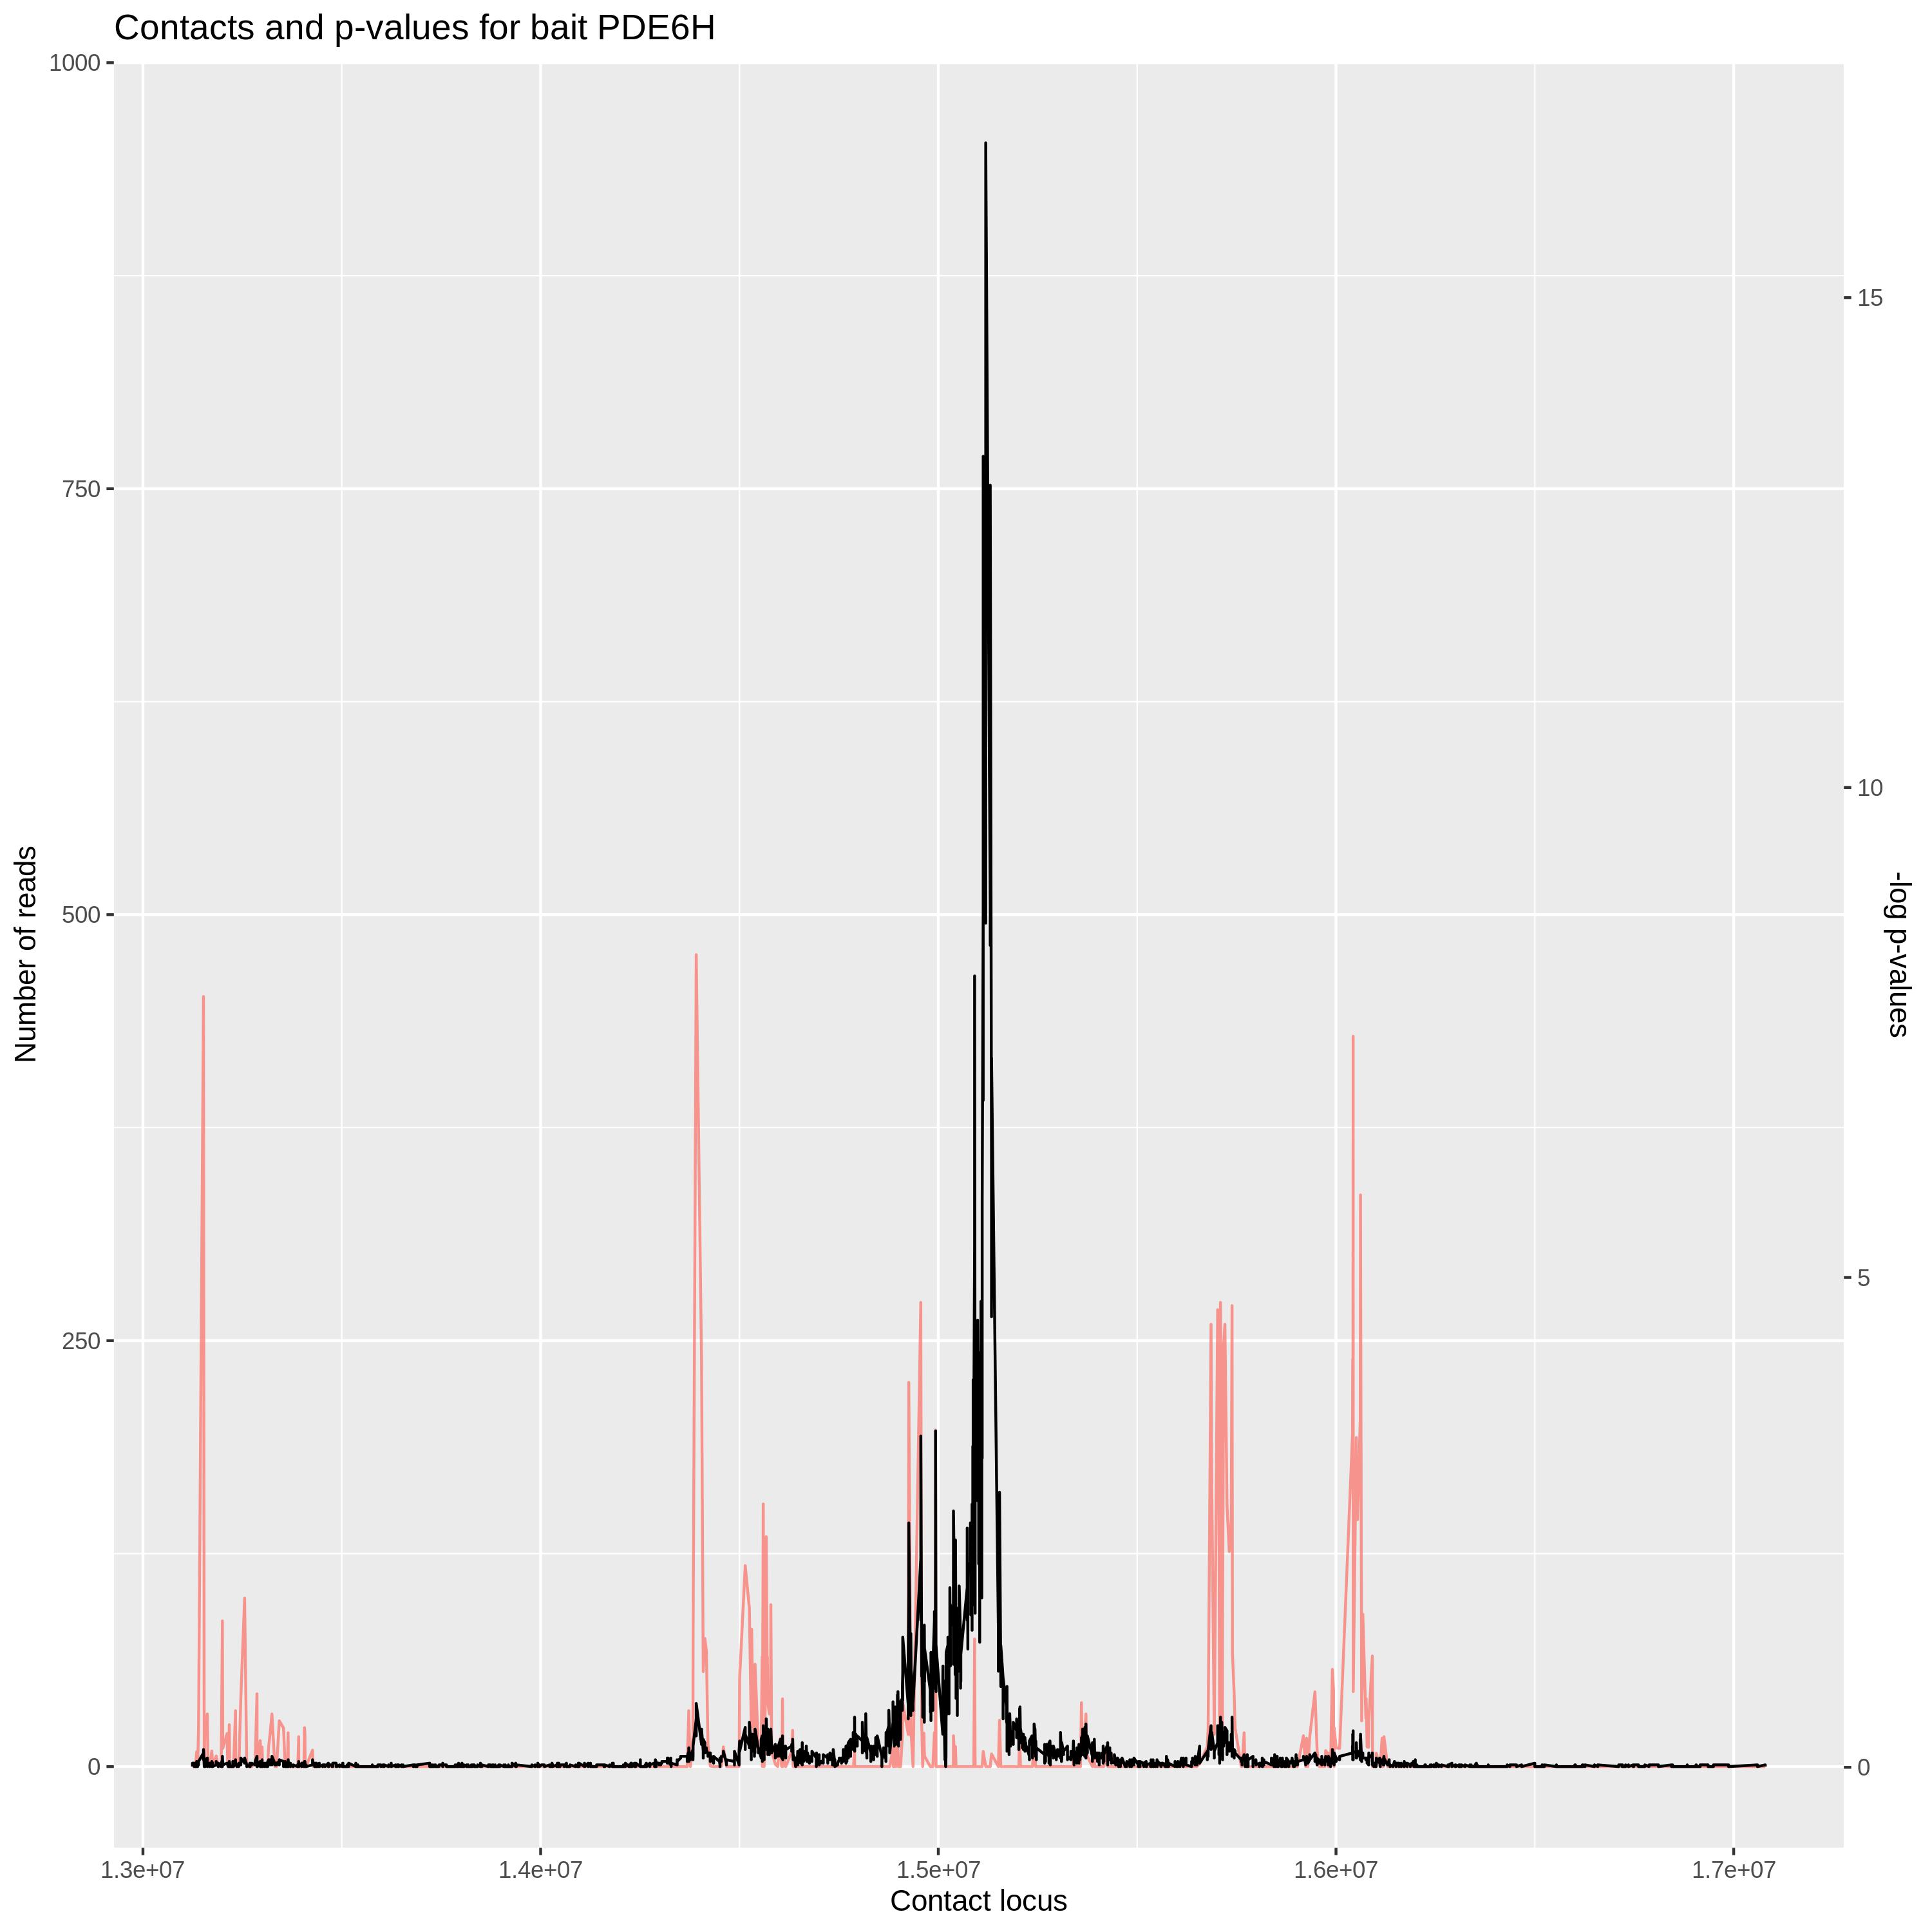 Contacts and p-values for bait PDE6H
1000
750
500
250
0
Number of reads
15
10
5
0
-log p-values
1.3e+07
1.4e+07
1.5e+07
1.6e+07
1.7e+07
Contact locus